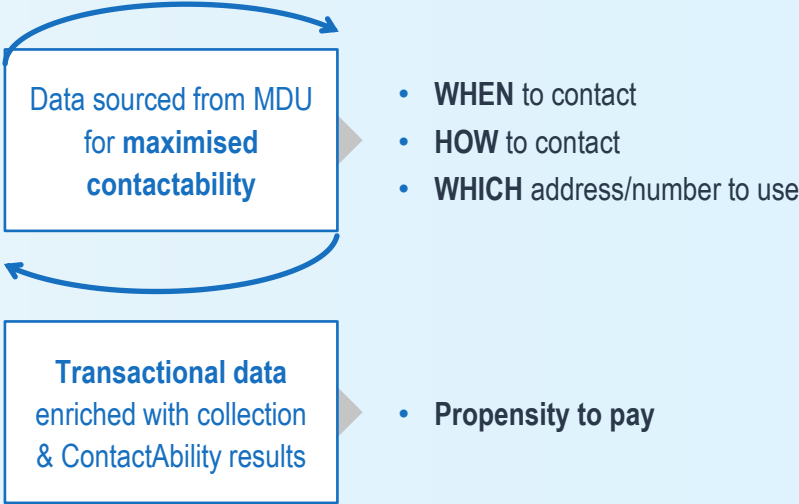 Data sourced from MDU
for maximised
contactability
• WHEN to contact
• HOW to contact
• WHICH address/number to use
Transactional data
enriched with collection
& ContactAbility results
• Propensity to pay